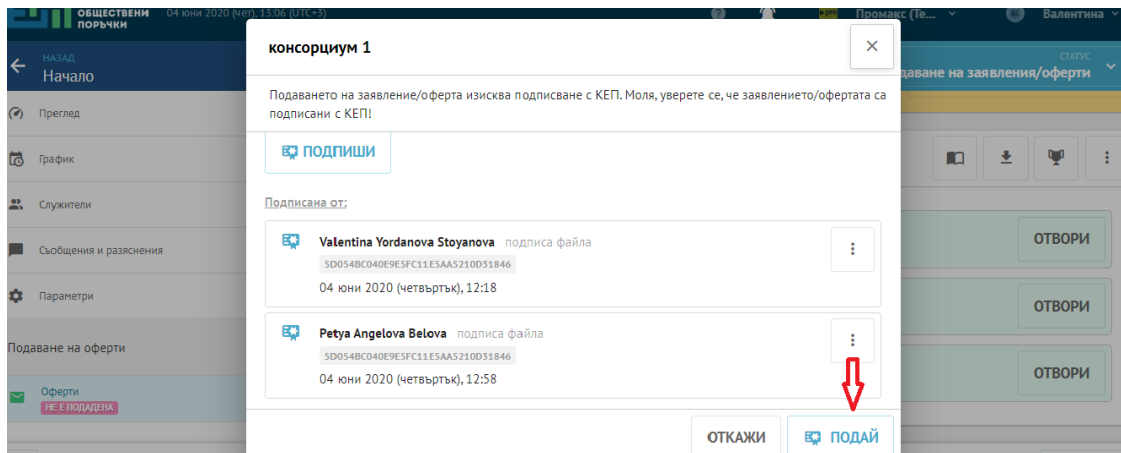 ОБЩЕСТВЕНИ
ПОРЪЧКИ
04 юни 2020 (чет), 13:06 (UTC+3)
Промакс (Те...
Валентина
НАЗАД
Начало
СТАТУС
даване на заявления/оферти
консорциум 1
Подаването на заявление/оферта изисква подписване с КЕП. Моля, уверете се, че заявлението/офертата са
подписани с КЕП!
Преглед
График
Служители
Съобщения и разяснения
Параметри
Подаване на оферти
Оферти
НЕ Е ПОДАДЕНА
ПОДПИШИ
Подписана от:
Valentina Yordanova Stoyanova подписа файла
5D054BC040E9E5FC11E5AA5210D31846
04 юни 2020 (четвъртък), 12:18
Petya Angelova Belova подписа файла
5D054BC040E9E5FC11E5AA5210D31846
04 юни 2020 (четвъртък), 12:58
ОТКАЖИ
ПОДАЙ
ОТВОРИ
ОТВОРИ
ОТВОРИ